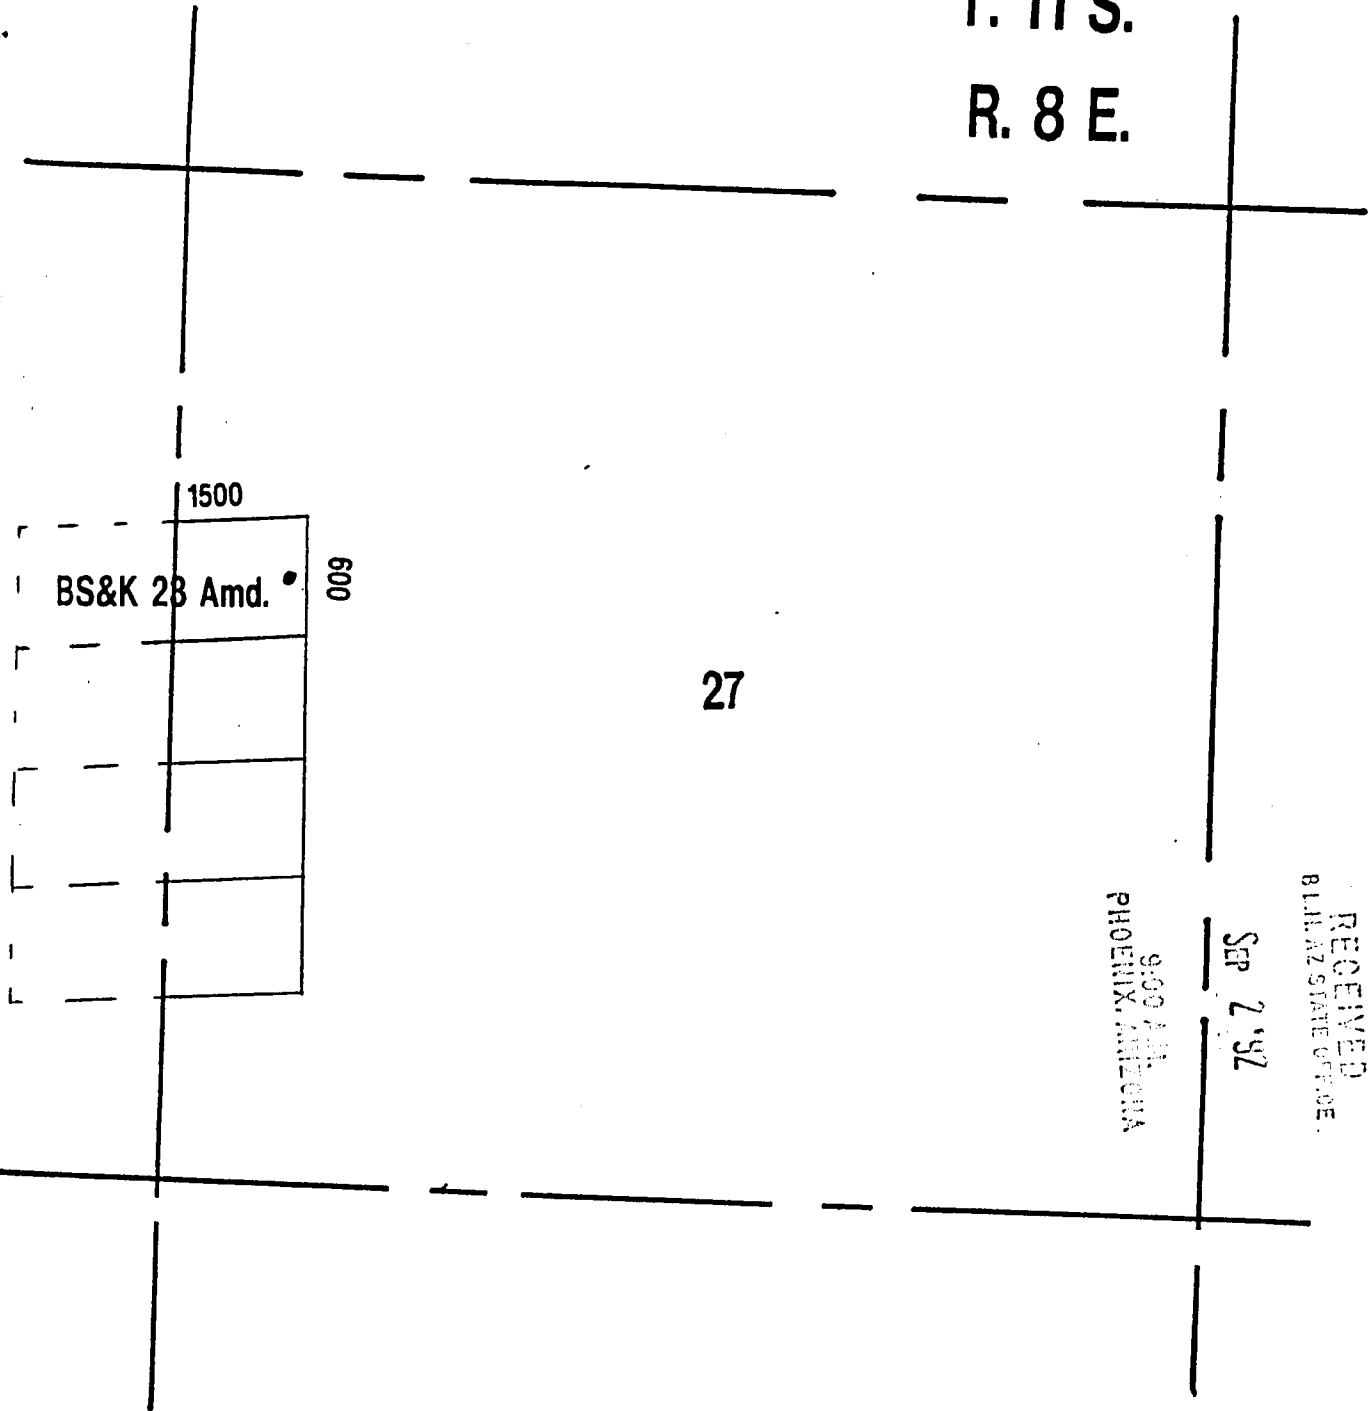 T. 11 S.
R. 8 E.
1500
BS&K 28 Amd.
600
27
RECEIVED
B.L.M. AZ STATE OFFICE.
SEP 2 '92
9:00 A.M.
PHOENIX, ARIZONA